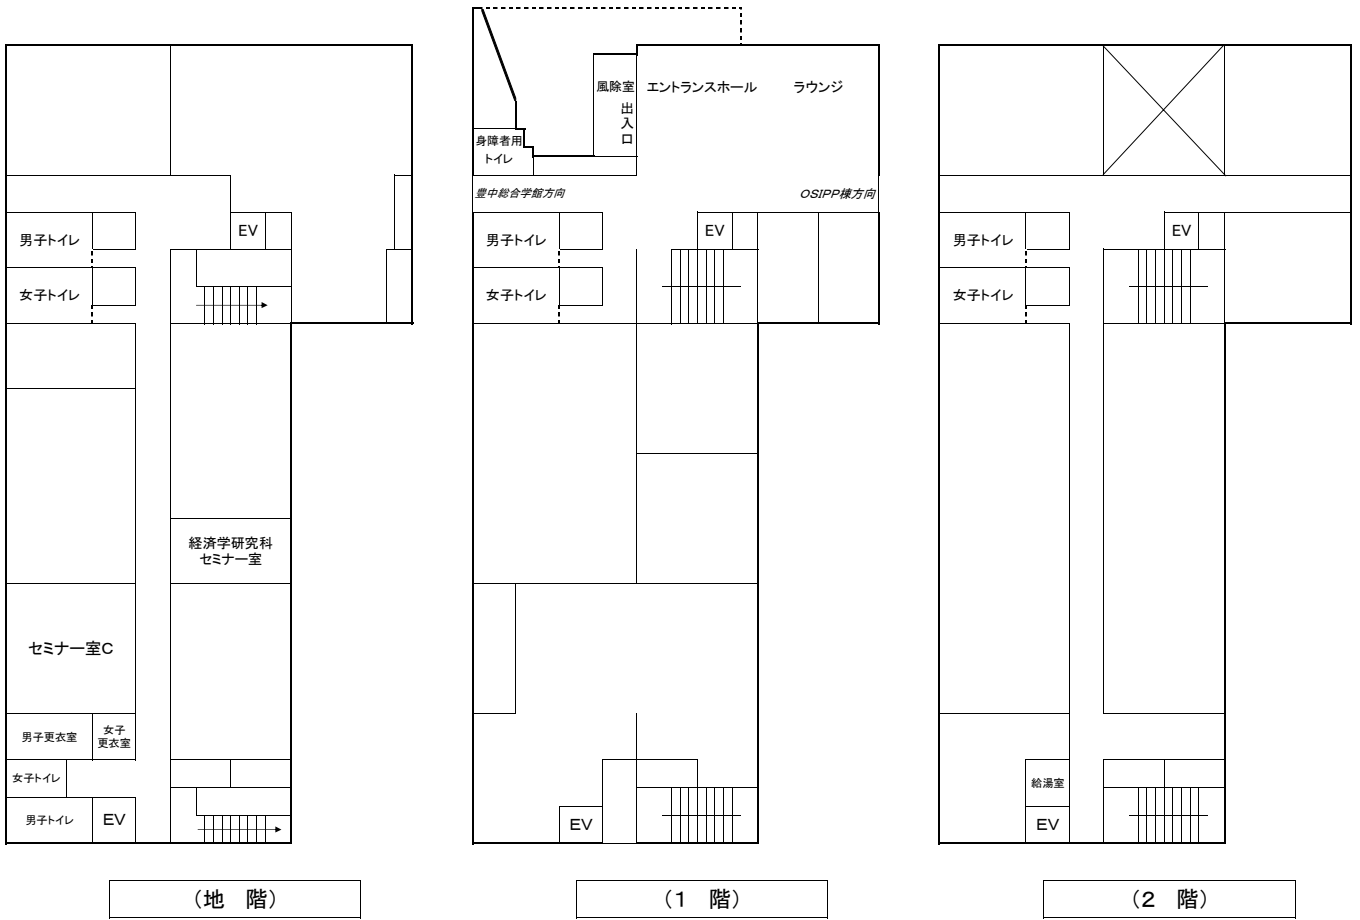 男子トイレ
EV
女子トイレ
経済学研究科
セミナー室
セミナー室C
男子更衣室
女子
更衣室
女子トイレ
男子トイレ
EV
（地　階）
風除室
エントランスホール
ラウンジ
出
入
口
身障者用
トイレ
豊中総合学館方向
OSIPP棟方向
男子トイレ
EV
女子トイレ
EV
（１　階）
男子トイレ
EV
女子トイレ
給湯室
EV
（２　階）